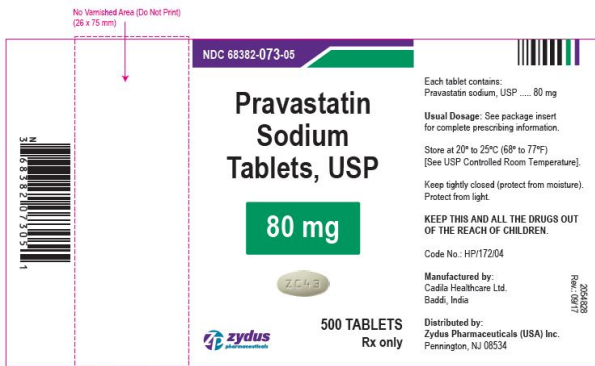 No Varnished Area (Do Not Print)
(26 x 75 mm)
N
3 68382 07305 1
NDC 68382-073-05
Pravastatin
Sodium
Tablets, USP
80 mg
ZC43
zydus
pharmaceuticals
500 TABLETS
Rx only
Each tablet contains:
Pravastatin sodium, USP ..... 80 mg
Usual Dosage: See package insert
for complete prescribing information.
Store at 20° to 25°C (68° to 77°F)
[See USP Controlled Room Temperature].
Keep tightly closed (protect from moisture).
Protect from light.
KEEP THIS AND ALL THE DRUGS OUT
OF THE REACH OF CHILDREN.
Code No.: HP/172/04
Manufactured by:
Cadila Healthcare Ltd.
Baddi, India
Distributed by:
Zydus Pharmaceuticals (USA) Inc.
Pennington, NJ 08534
2054828
Rev.: 09/17